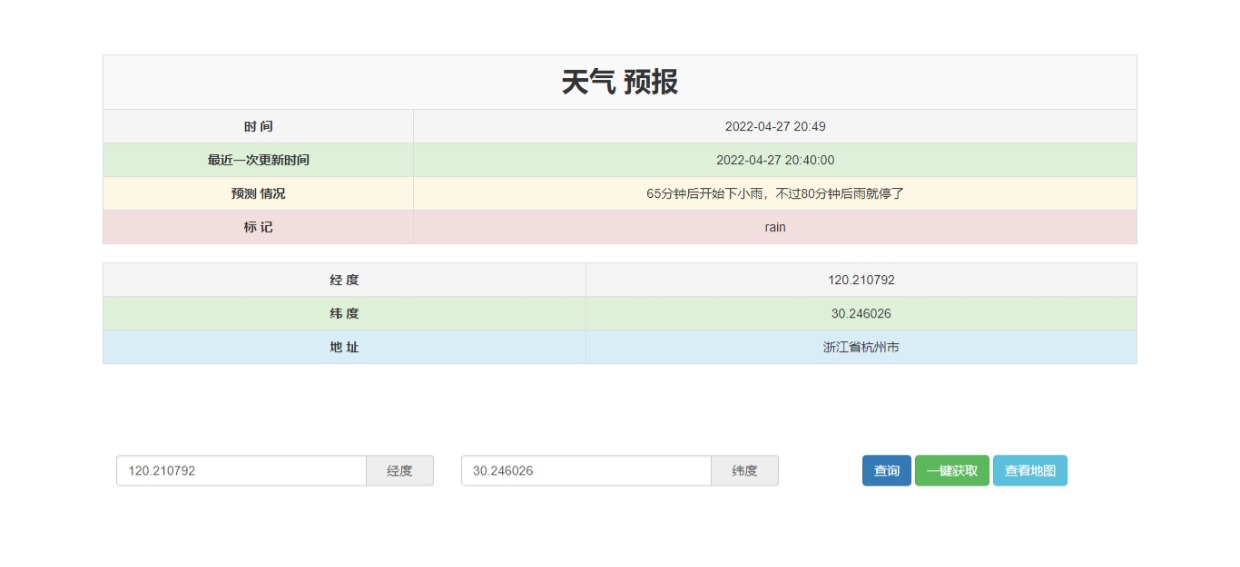 天气 预报
时 间 2022-04-27 20:49
最近一次更新时间 2022-04-27 20:40:00
预测 情况 65分钟后开始下小雨，不过80分钟后雨就停了
标 记 rain
经 度 120.210792
纬 度 30.246026
地 址 浙江省杭州市
120.210792 经度 30.246026 纬度 查询 一键获取 查看地图